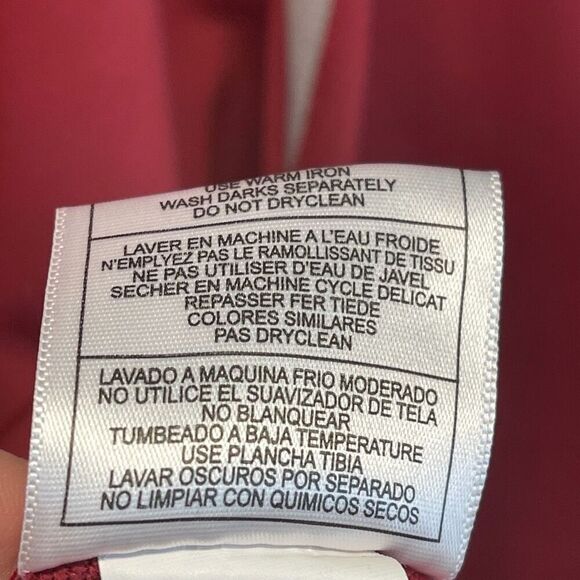 USE WARM IRON
WASH DARKS SEPARATELY
DO NOT DRYCLEAN
LAVER EN MACHINE A L'EAU FROIDE
N'EMPLYEZ PAS LE RAMOLLISSANT DE TISSU
NE PAS UTILISER D'EAU DE JAVEL
SECHER EN MACHINE CYCLE DELICAT
REPASSER FER TIEDE
COLORES SIMILARES
PAS DRYCLEAN
LAVADO A MAQUINA FRIO MODERADO
NO UTILICE EL SUAVIZADOR DE TELA
NO BLANQUEAR
TUMBEADO A BAJA TEMPERATURE
USE PLANCHA TIBIA
LAVAR OSCUROS POR SEPARADO
NO LIMPIAR CON QUIMICOS SECOS